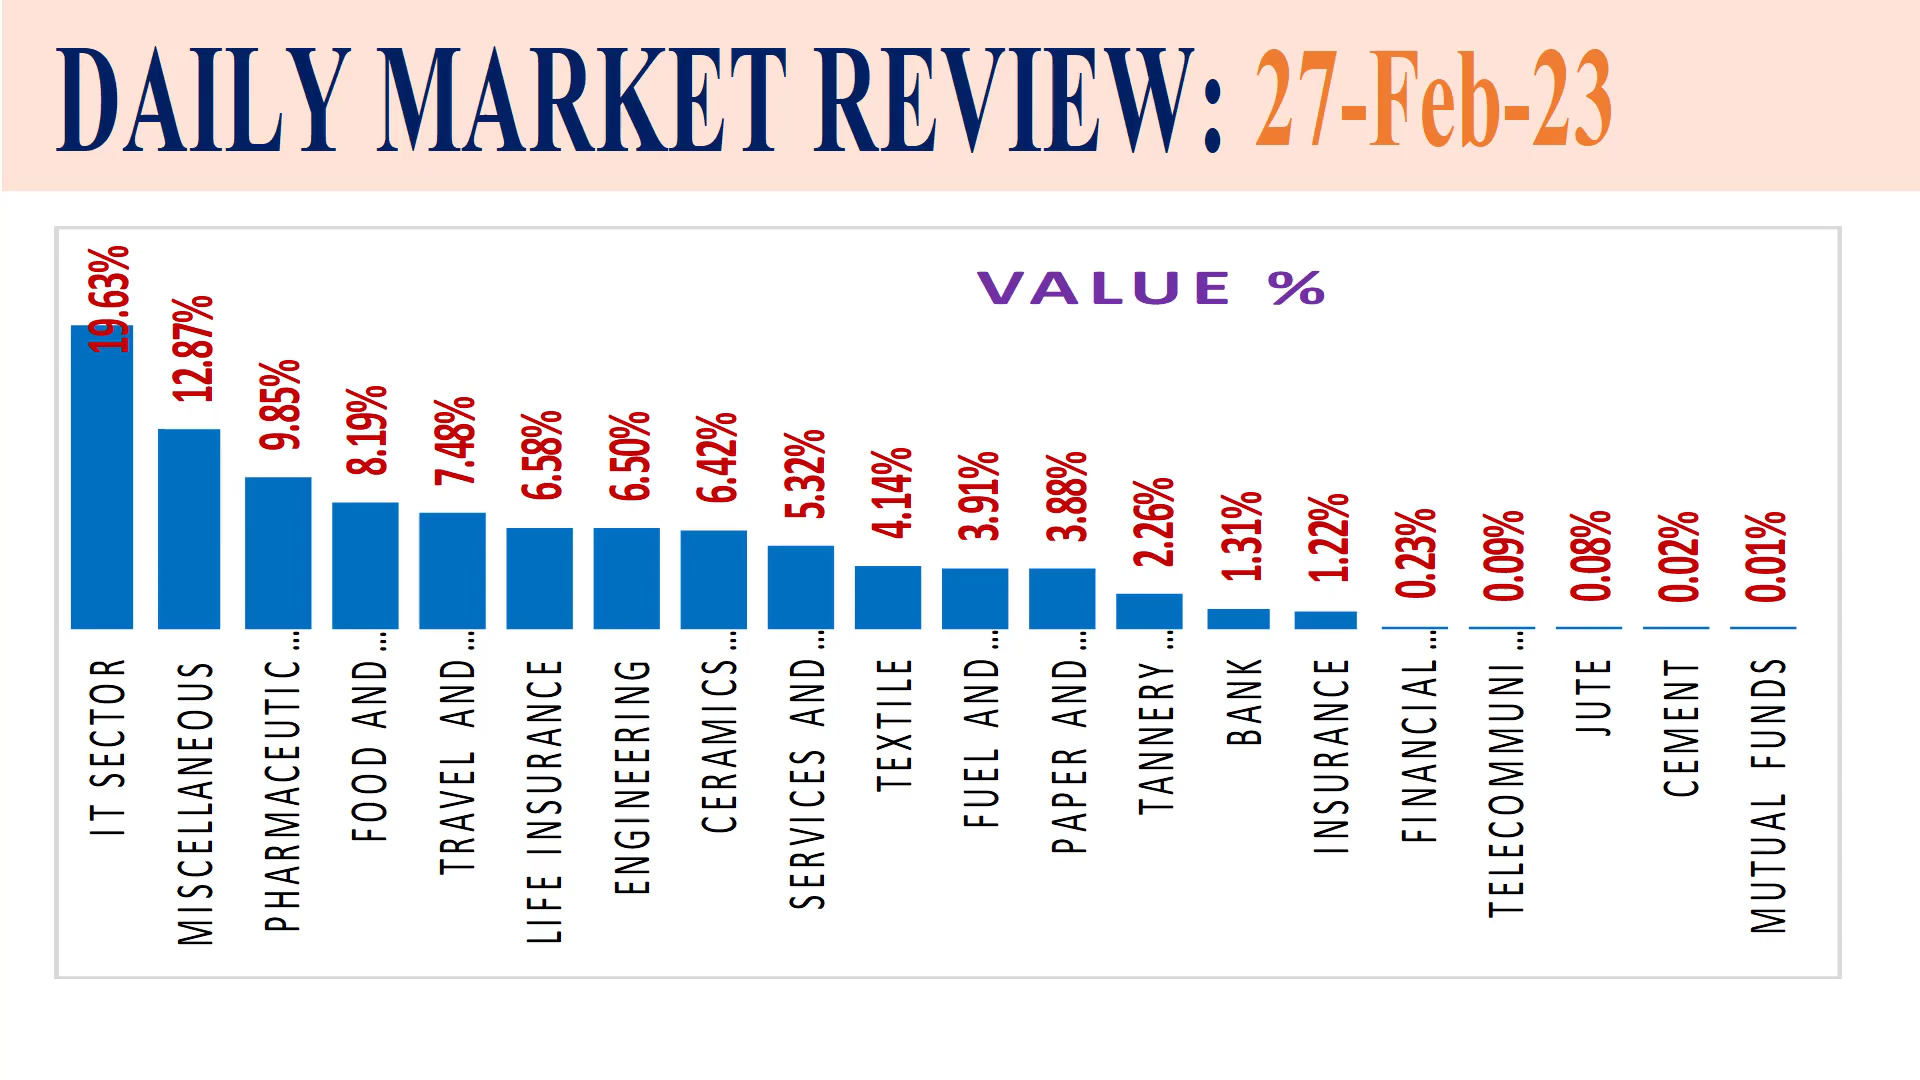 DAILY MARKET REVIEW: 27-Feb-23
VALUE %
19.63%
12.87%
9.85%
8.19%
7.48%
6.58%
6.50%
6.42%
5.32%
4.14%
3.91%
3.88%
2.26%
1.31%
1.22%
0.23%
0.09%
0.08%
0.02%
0.01%
IT SECTOR
MISCELLANEOUS
PHARMACEUTIC…
FOOD AND…
TRAVEL AND…
LIFE INSURANCE
ENGINEERING
CERAMICS…
SERVICES AND…
TEXTILE
FUEL AND…
PAPER AND…
TANNERY…
BANK
INSURANCE
FINANCIAL…
TELECOMMUNI…
JUTE
CEMENT
MUTUAL FUNDS